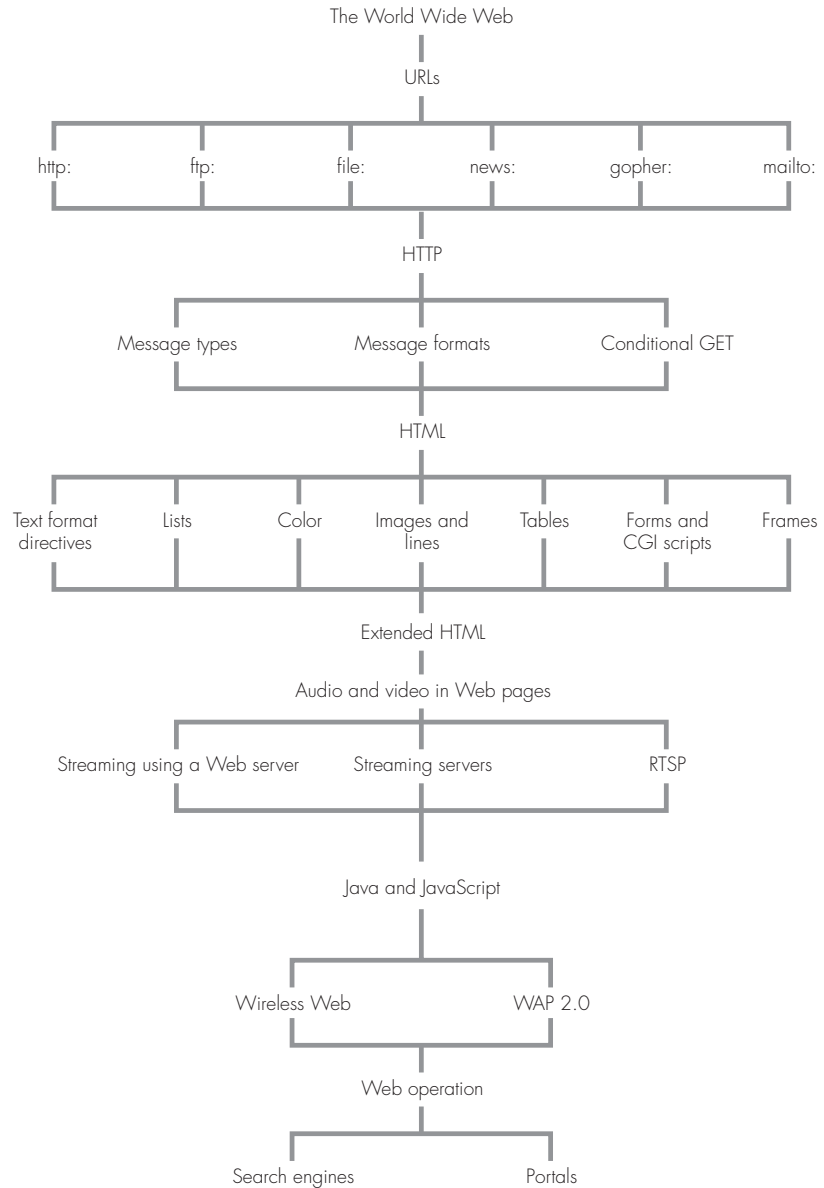 The World Wide Web
URLs
http: ftp: file: news: gopher: mailto:
HTTP
Message types Message formats Conditional GET
HTML
Text format directives Lists Color Images and lines Tables Forms and CGI scripts Frames
Extended HTML
Audio and video in Web pages
Streaming using a Web server Streaming servers RTSP
Java and JavaScript
Wireless Web WAP 2.0
Web operation
Search engines Portals